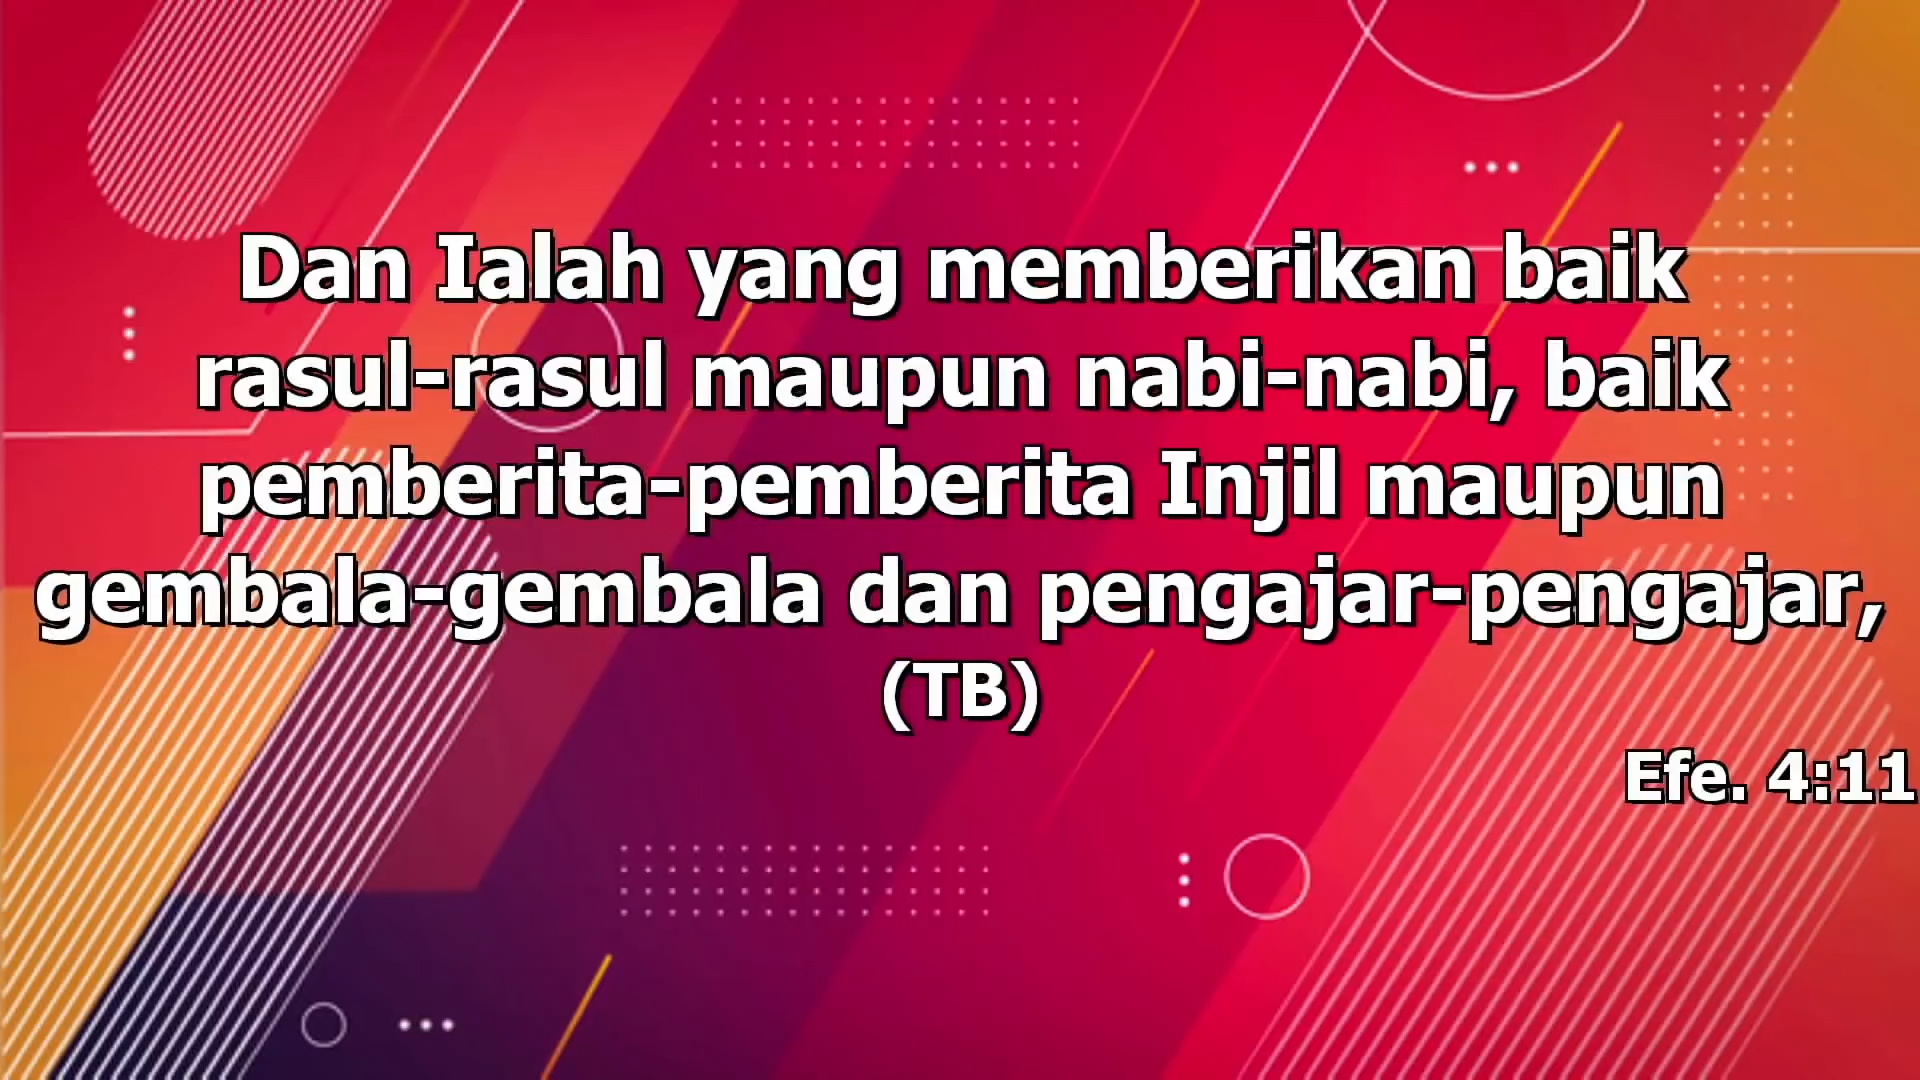 Dan Ialah yang memberikan baik
rasul-rasul maupun nabi-nabi, baik
pemberita-pemberita Injil maupun
gembala-gembala dan pengajar-pengajar,
(TB)
Efe. 4:11